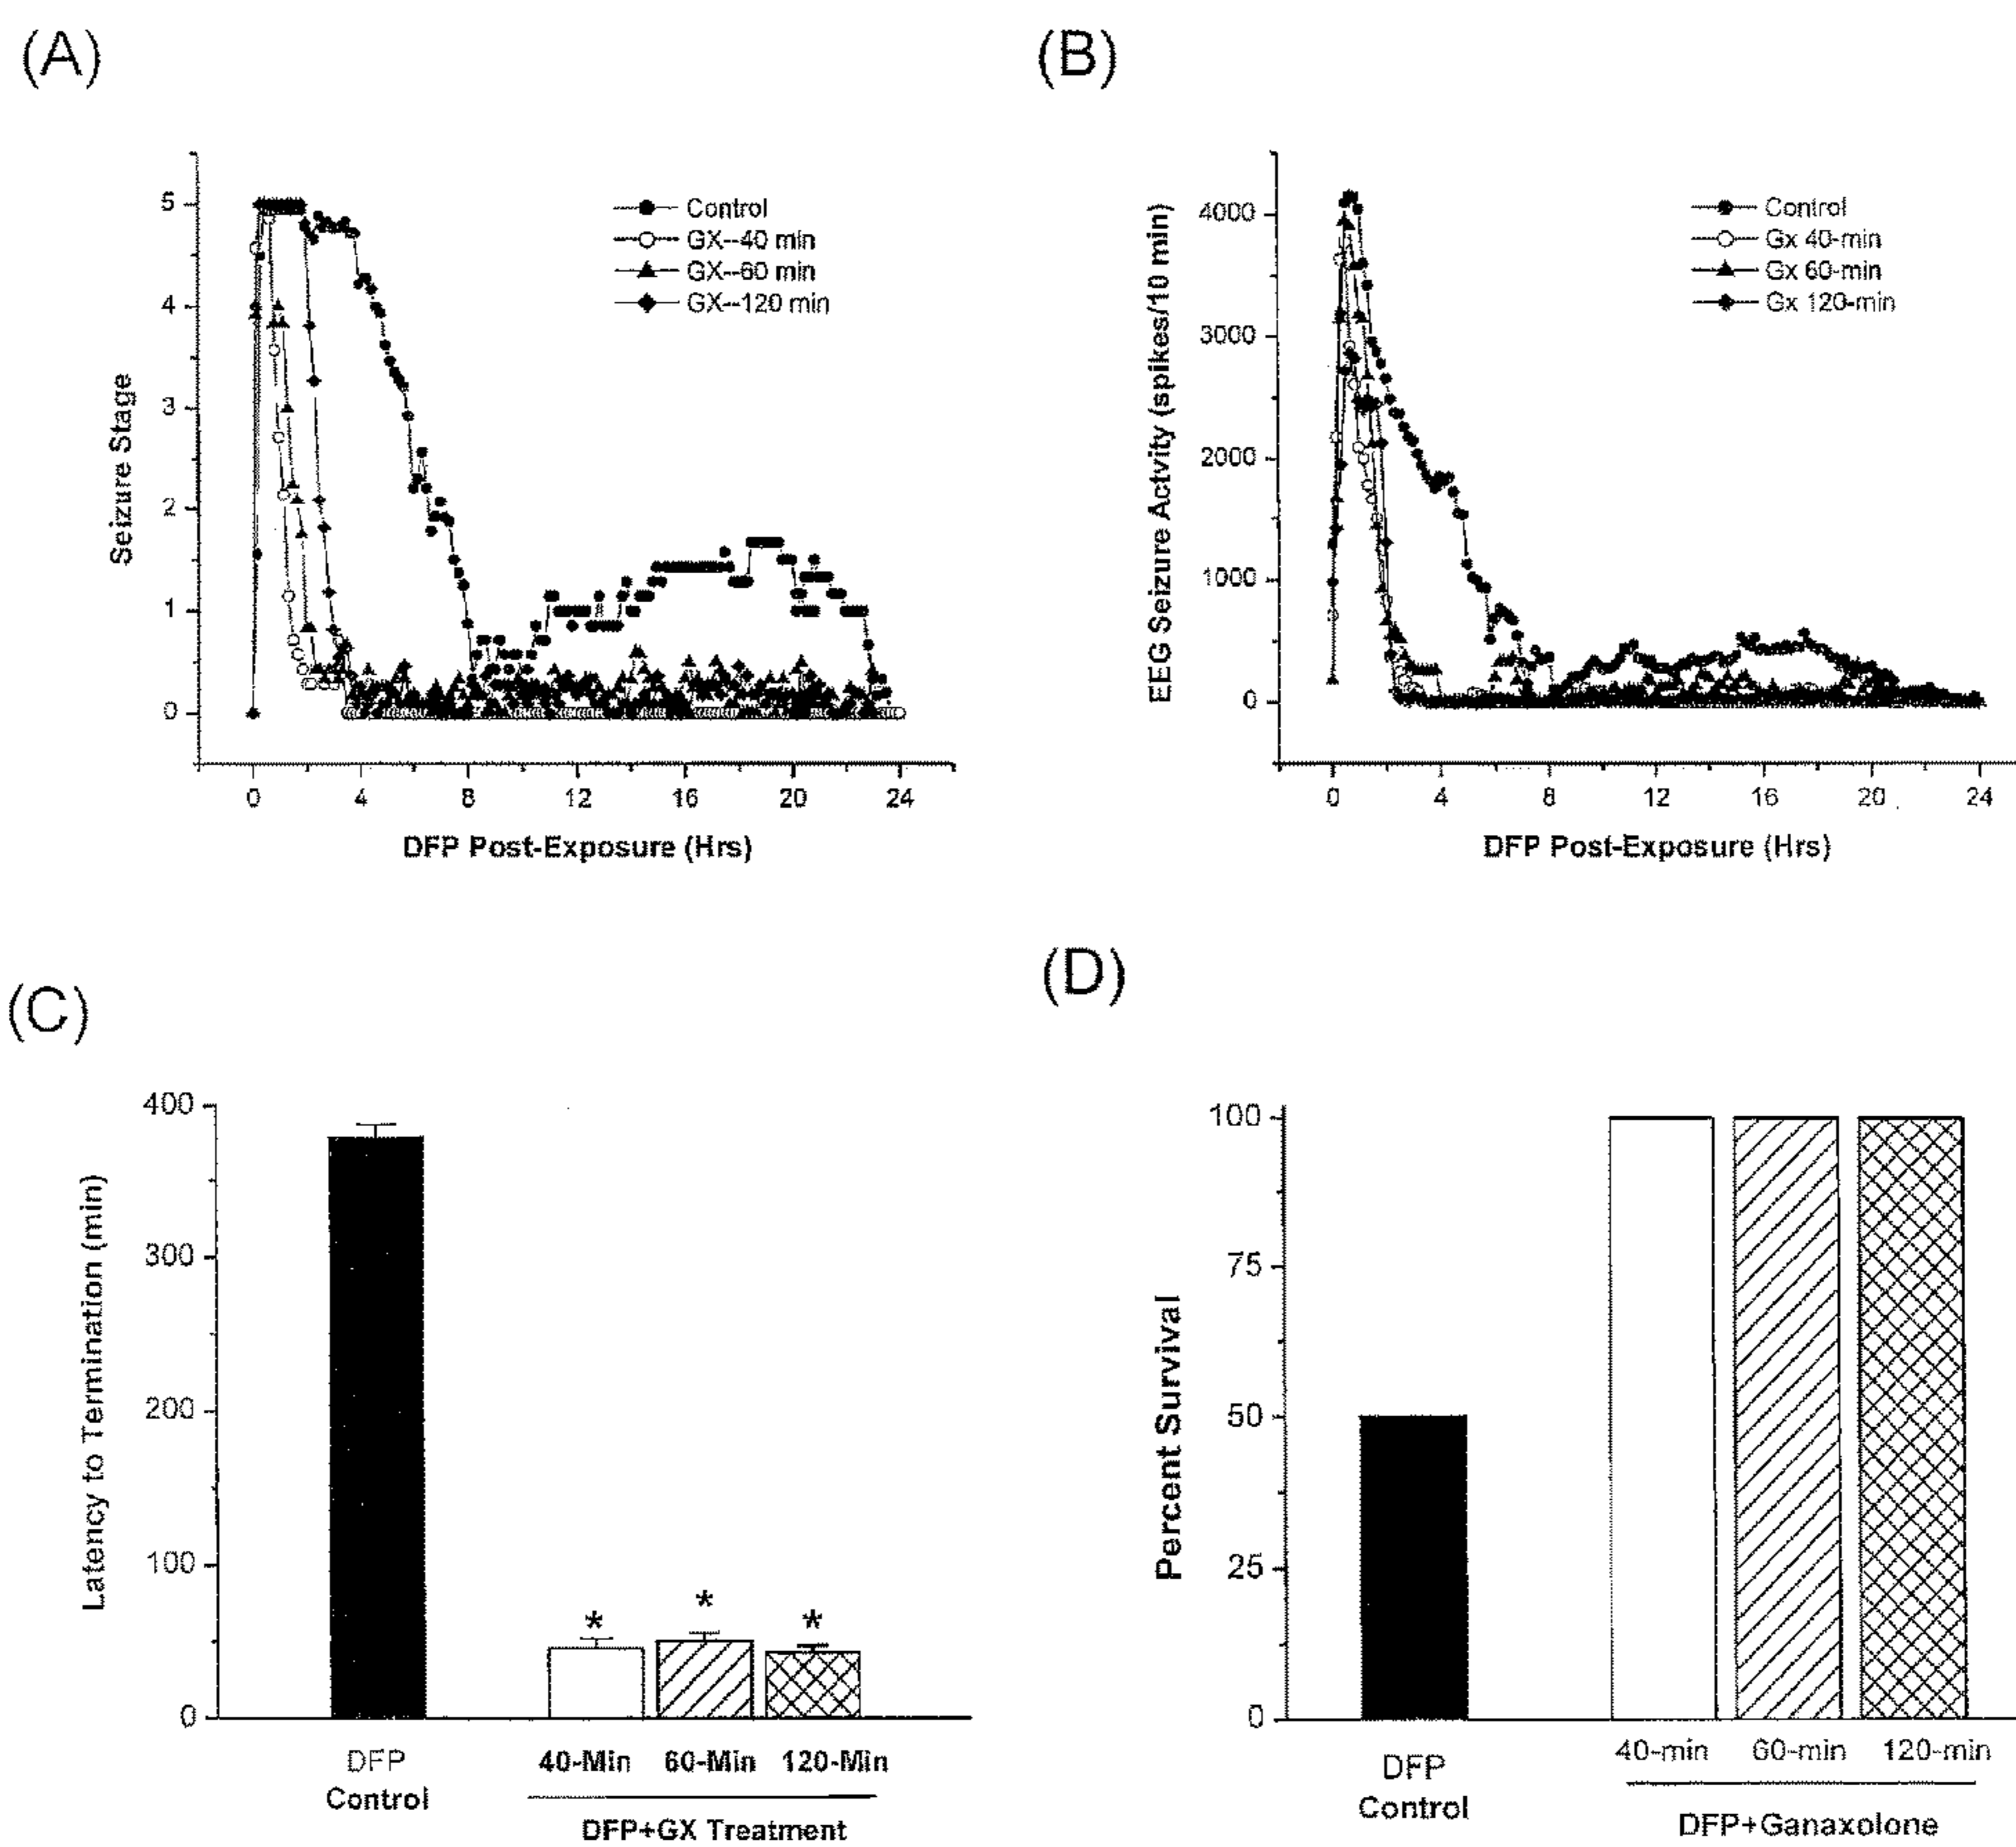 (A)
Seizure Stage
5
4
3
2
1
0
Control
GX--40 min
GX--60 min
GX--120 min
0 4 8 12 16 20 24
DFP Post-Exposure (Hrs)
(B)
EEG Seizure Actvity (spikes/10 min)
4000
3000
2000
1000
0
Control
Gx 40-min
Gx 60-min
Gx 120-min
0 4 8 12 16 20 24
DFP Post-Exposure (Hrs)
(C)
Latency to Termination (min)
400
300
200
100
0
* * *
DFP
Control
40-Min 60-Min 120-Min
DFP+GX Treatment
(D)
Percent Survival
100
75
50
25
0
DFP
Control
40-min 60-min 120-min
DFP+Ganaxolone